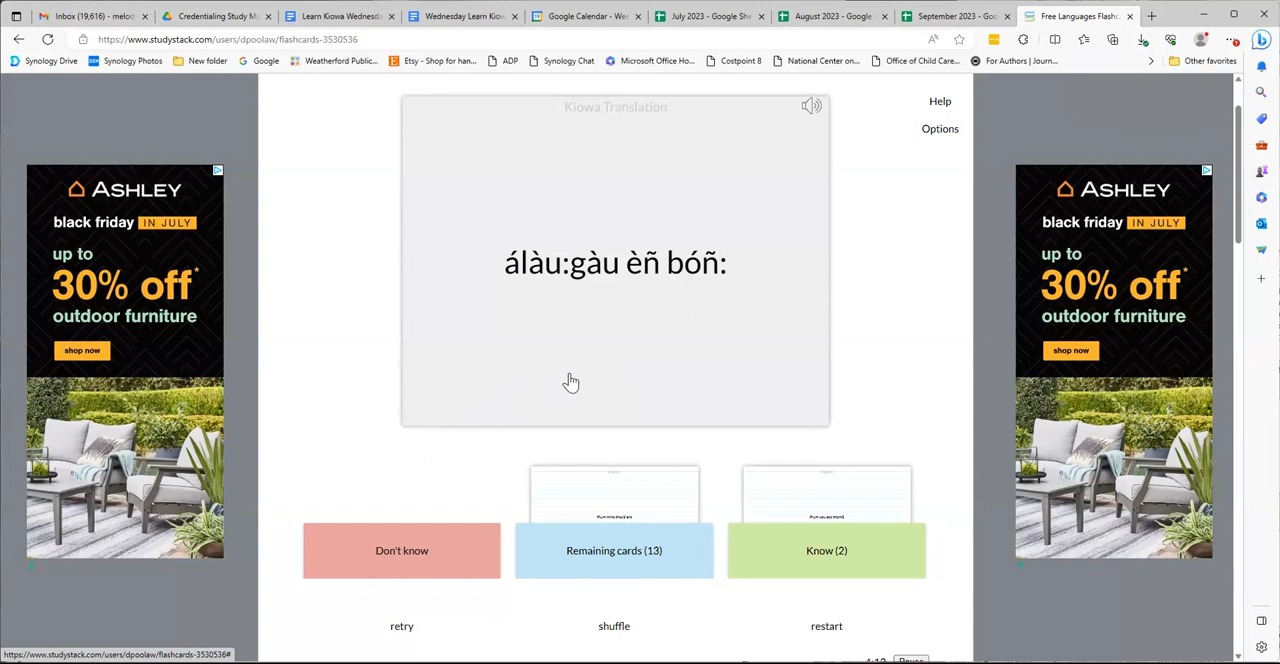 Inbox (19,616) - melod
Credentialing Study Ma
Learn Kiowa Wednesda
Wednesday Learn Kiow
Google Calendar - We
July 2023 - Google She
August 2023 - Google
September 2023 - Goo
Free Languages Flashc
https://www.studystack.com/users/dpoolaw/flashcards-3530536
Synology Drive
Synology Photos
New folder
Google
Weatherford Public...
Etsy - Shop for han...
ADP
Synology Chat
Microsoft Office Ho...
Costpoint 8
National Center on...
Office of Child Care...
For Authors | Journ...
Other favorites
Kiowa Translation
Help
Options
álàu:gàu èñ bóñ:
ASHLEY
black friday IN JULY
up to
30% off*
outdoor furniture
shop now
ASHLEY
black friday IN JULY
up to
30% off*
outdoor furniture
shop now
Don't know
Remaining cards (13)
Know (2)
retry
shuffle
restart
https://www.studystack.com/users/dpoolaw/flashcards-3530536#